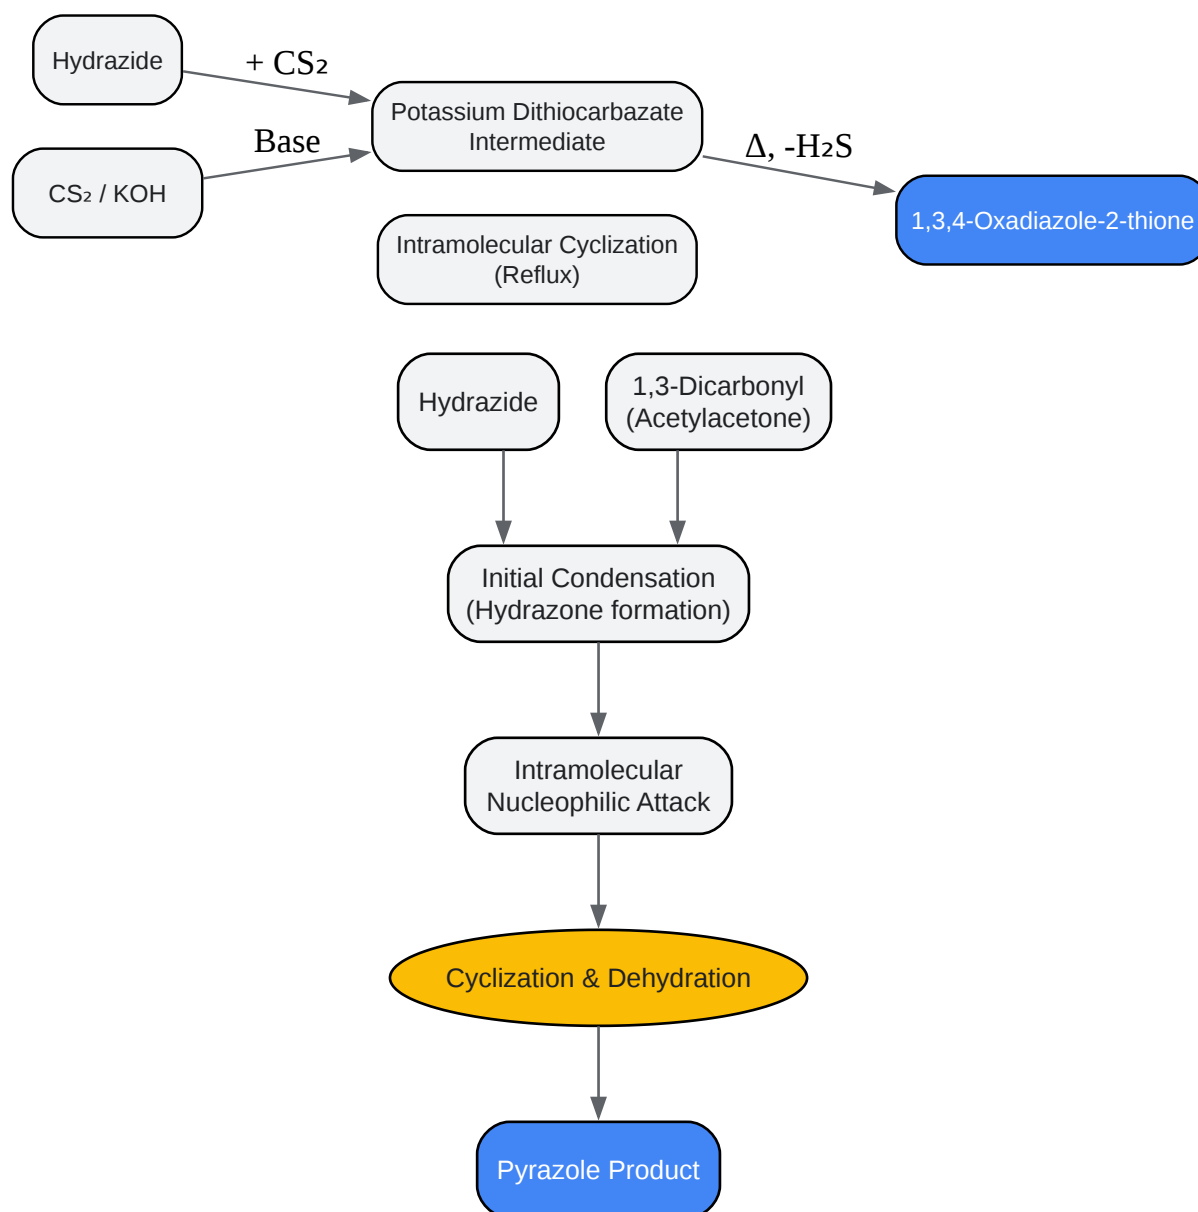 Hydrazide
+ CS₂
Potassium Dithiocarbazate
Intermediate
Base
CS₂ / KOH
Δ, -H₂S
1,3,4-Oxadiazole-2-thione
Intramolecular Cyclization
(Reflux)
Hydrazide
1,3-Dicarbonyl
(Acetylacetone)
Initial Condensation
(Hydrazone formation)
Intramolecular
Nucleophilic Attack
Cyclization & Dehydration
Pyrazole Product